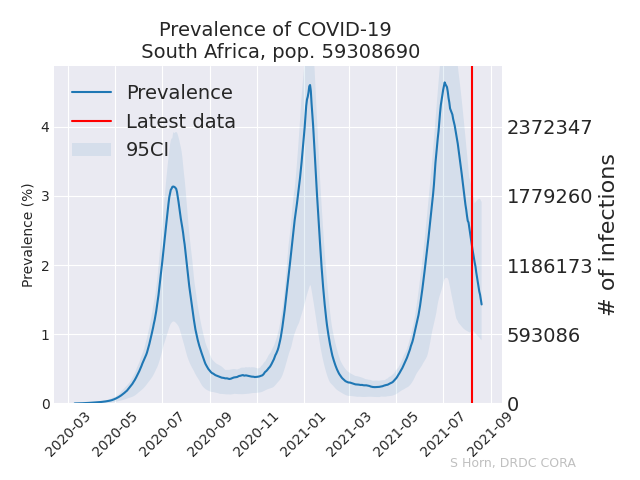 Prevalence of COVID-19
South Africa, pop. 59308690
Prevalence
Latest data
95CI
Prevalence (%)
4
3
2
1
0
2372347
1779260
1186173
593086
0
# of infections
2020-03
2020-05
2020-07
2020-09
2020-11
2021-01
2021-03
2021-05
2021-07
2021-09
S Horn, DRDC CORA